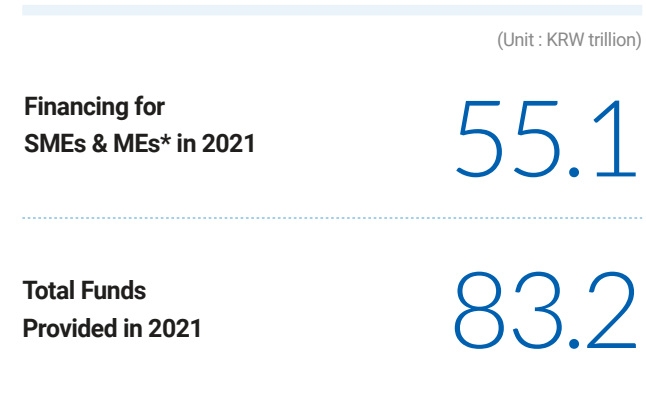 (Unit : KRW trillion)
Financing for
SMEs & MEs* in 2021
55.1
Total Funds
Provided in 2021
83.2